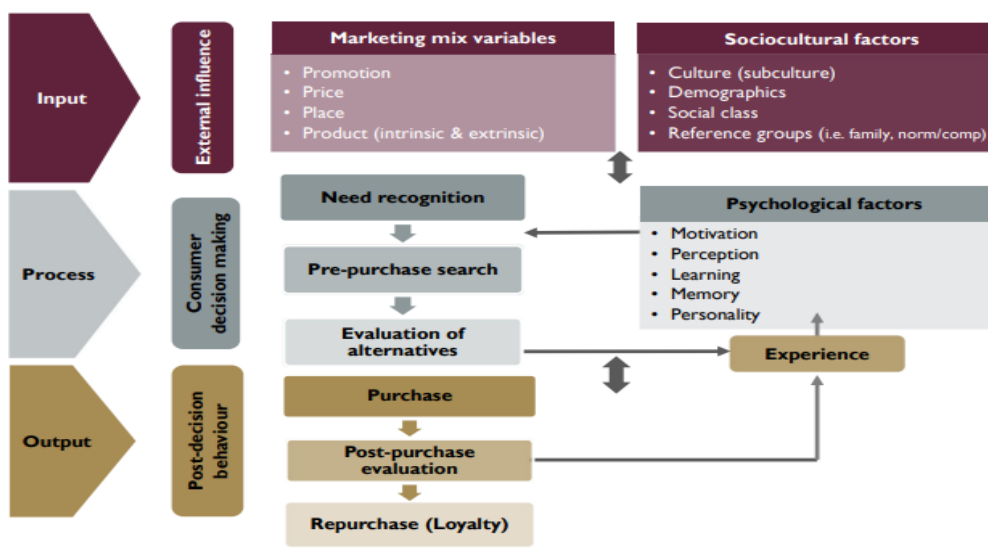 Input
External influence
Marketing mix variables
• Promotion
• Price
• Place
• Product (intrinsic & extrinsic)
Sociocultural factors
• Culture (subculture)
• Demographics
• Social class
• Reference groups (i.e. family, norm/comp)
Process
Consumer
decision making
Need recognition
Pre-purchase search
Evaluation of
alternatives
Psychological factors
• Motivation
• Perception
• Learning
• Memory
• Personality
Experience
Output
Post-decision
behaviour
Purchase
Post-purchase
evaluation
Repurchase (Loyalty)